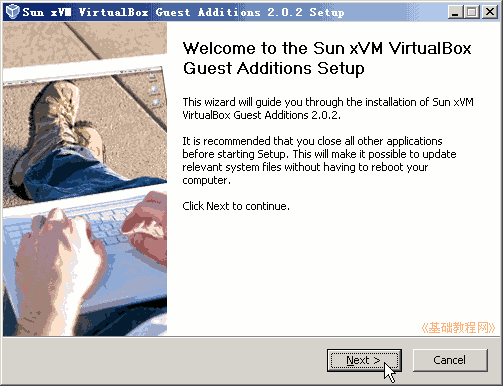 Sun xVM VirtualBox Guest Additions 2.0.2 Setup
Welcome to the Sun xVM VirtualBox
Guest Additions Setup
This wizard will guide you through the installation of Sun xVM
VirtualBox Guest Additions 2.0.2.
It is recommended that you close all other applications
before starting Setup. This will make it possible to update
relevant system files without having to reboot your
computer.
Click Next to continue.
《基础教程网》
Next >
Cancel